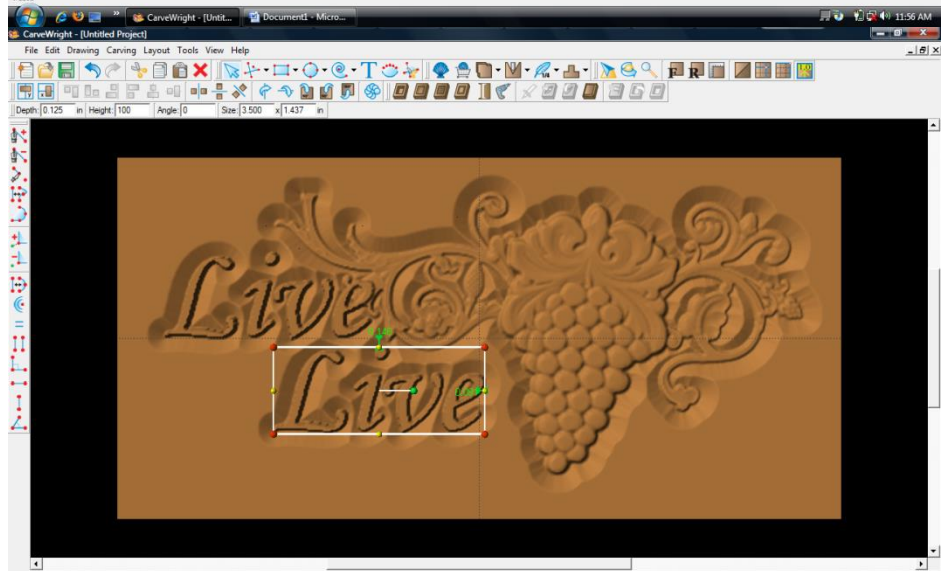 CarveWright - [Untit...
Document1 - Micro...
11:56 AM
CarveWright - [Untitled Project]
File Edit Drawing Carving Layout Tools View Help
Depth: 0.125 in Height: 100 Angle: 0 Size: 3.500 x 1.437 in
Live
Live